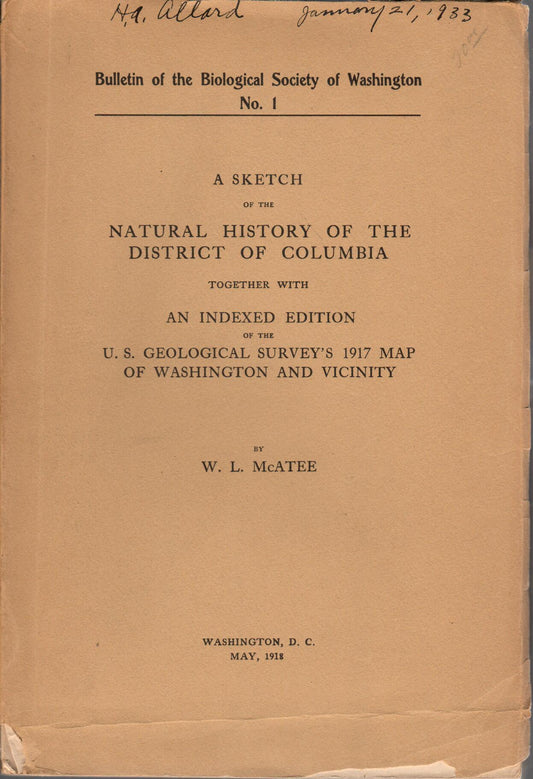 H.A. Allard January 21, 1933
Bulletin of the Biological Society of Washington
No. 1
A SKETCH
OF THE
NATURAL HISTORY OF THE
DISTRICT OF COLUMBIA
TOGETHER WITH
AN INDEXED EDITION
OF THE
U. S. GEOLOGICAL SURVEY'S 1917 MAP
OF WASHINGTON AND VICINITY
BY
W. L. McATEE
WASHINGTON, D. C.
MAY, 1918